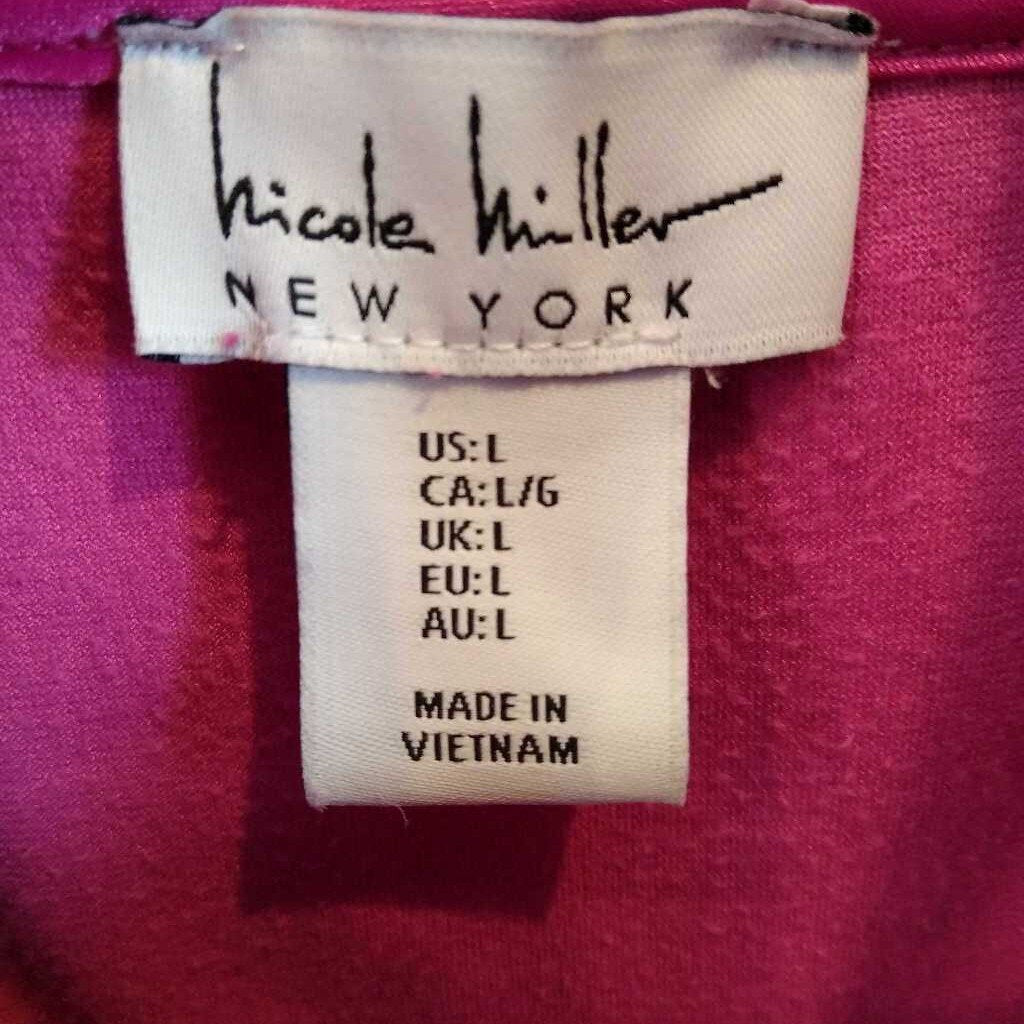 Nicole Miller
NEW YORK
US: L
CA: L/G
UK: L
EU: L
AU: L
MADE IN
VIETNAM